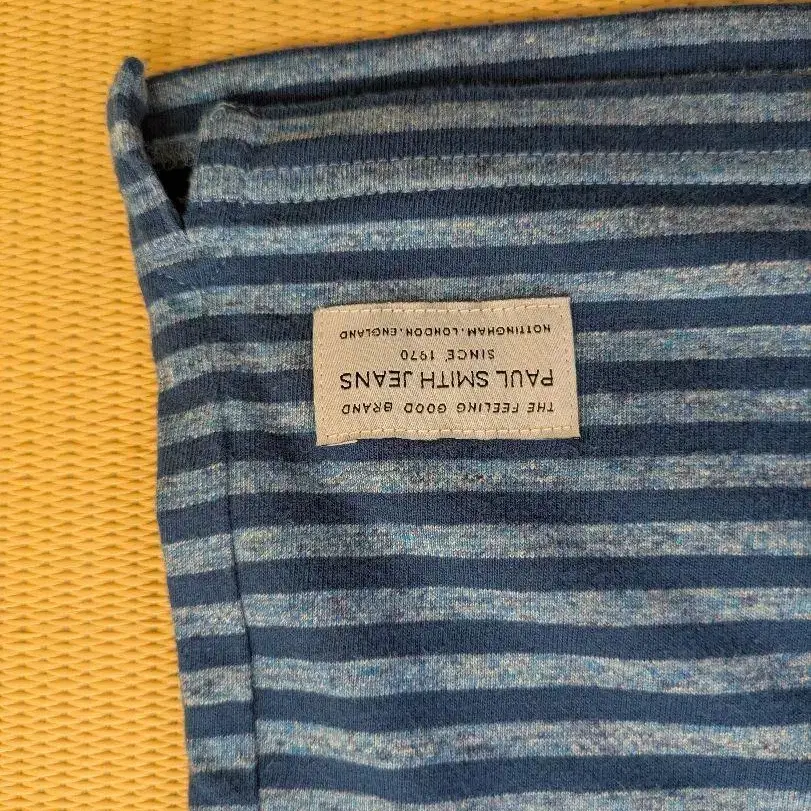 THE FEELING GOOD BRAND
PAUL SMITH JEANS
SINCE 1970
NOTTINGHAM, LONDON, ENGLAND